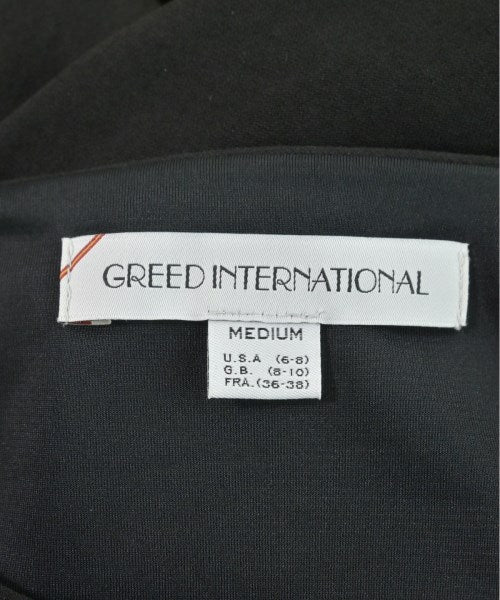 GREED INTERNATIONAL
MEDIUM
U.S.A (6-8)
G.B. (8-10)
FRA.(36-38)